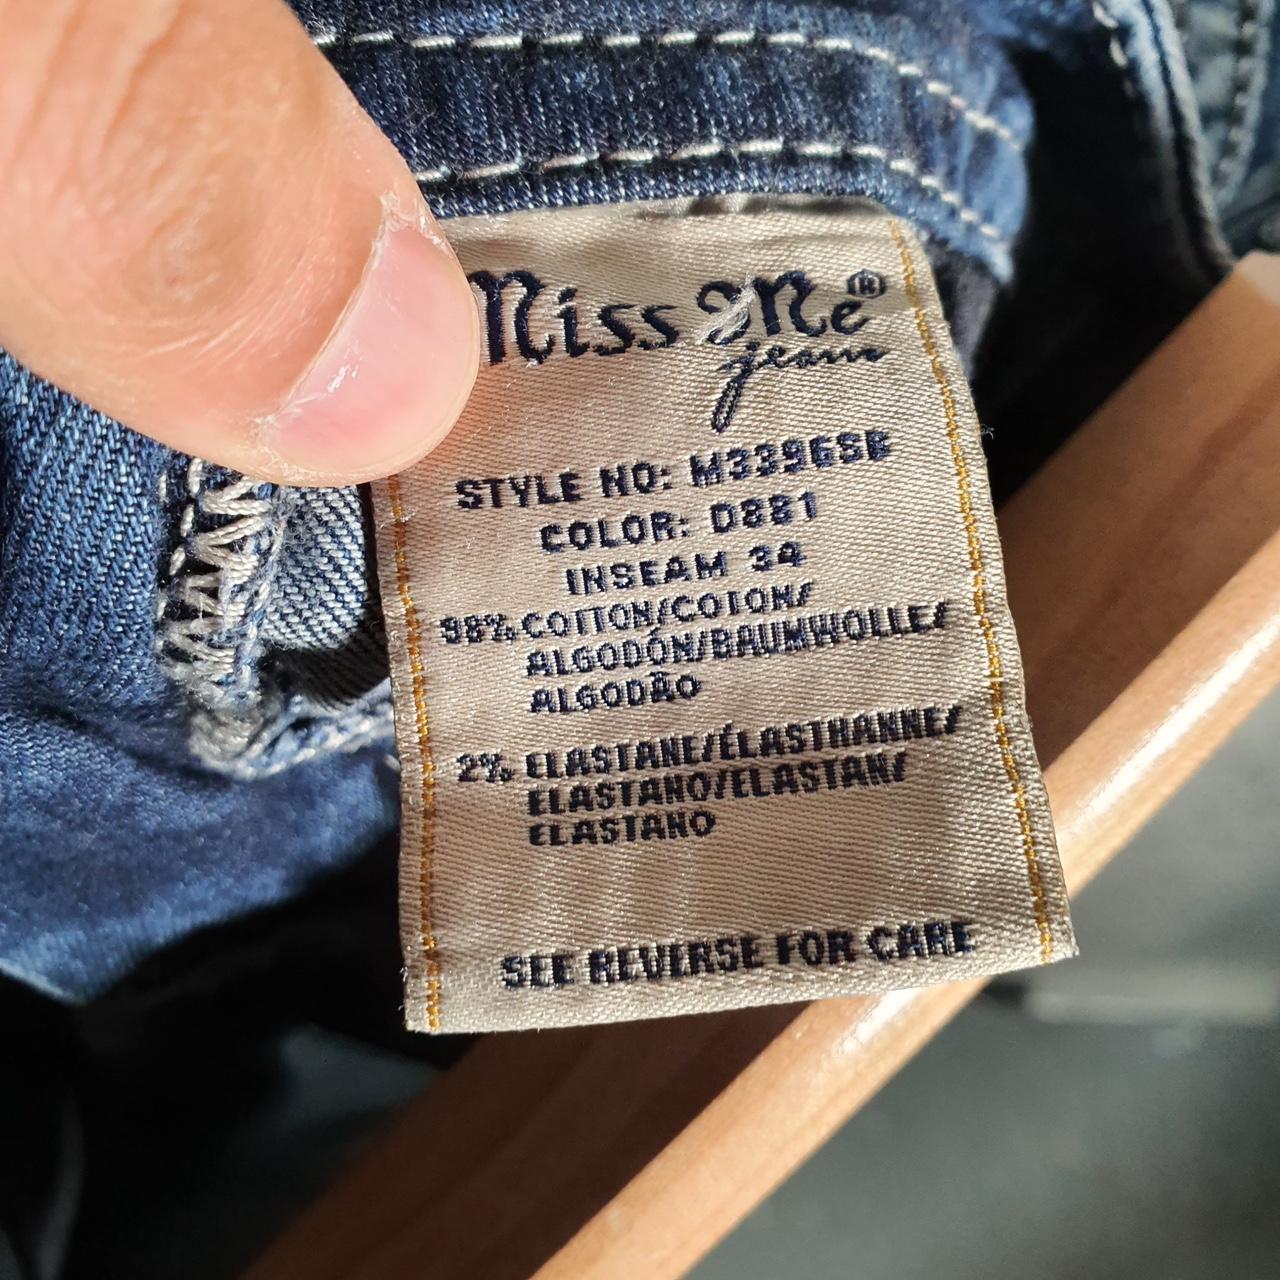 Miss Me®
jeans
STYLE NO: M3396SB
COLOR: D881
INSEAM 34
98% COTTON/COTON/
ALGODÓN/BAUMWOLLE/
ALGODÃO
2% ELASTANE/ÉLASTHANNE/
ELASTANO/ELASTAN/
ELASTANO
SEE REVERSE FOR CARE